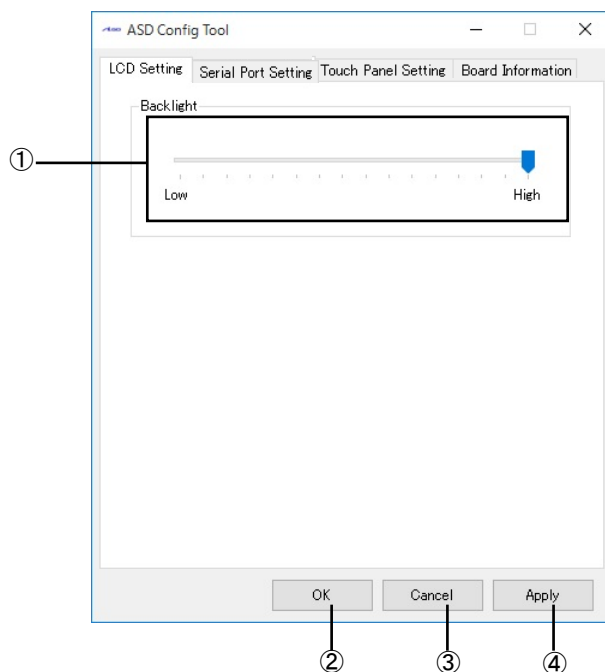 ASD Config Tool
LCD Setting Serial Port Setting Touch Panel Setting Board Information
Backlight
①
Low High
OK Cancel Apply
② ③ ④